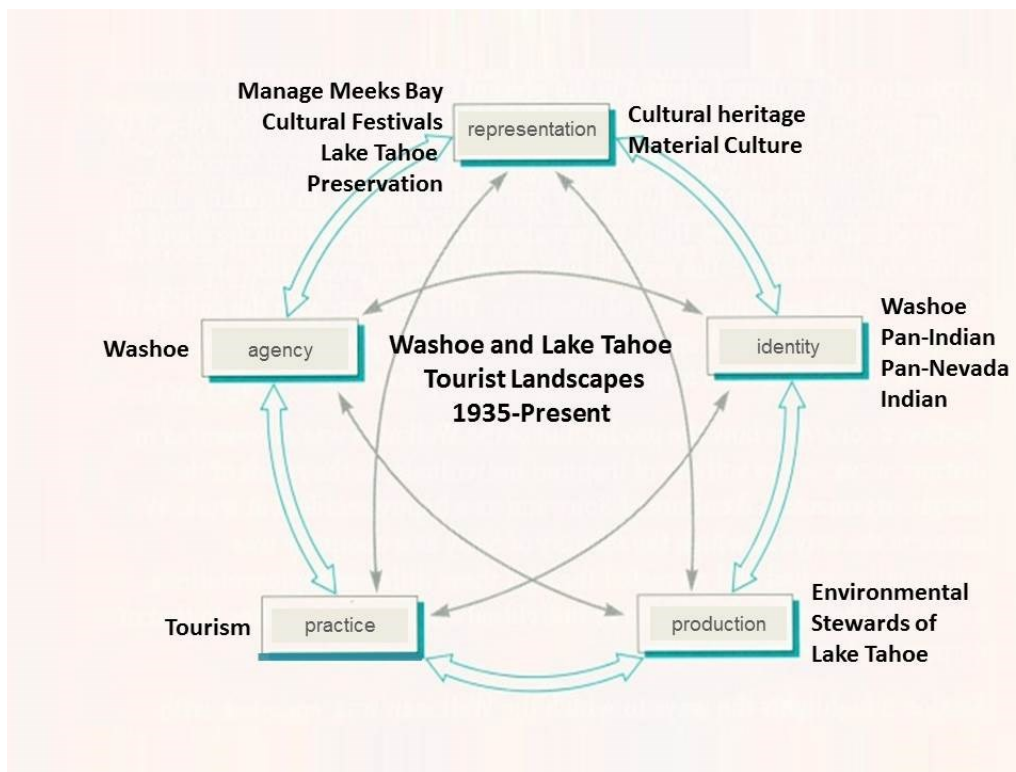 Manage Meeks Bay
Cultural Festivals
Lake Tahoe
Preservation
representation
Cultural heritage
Material Culture
Washoe
agency
Washoe and Lake Tahoe
Tourist Landscapes
1935-Present
identity
Washoe
Pan-Indian
Pan-Nevada
Indian
Tourism
practice
production
Environmental
Stewards of
Lake Tahoe